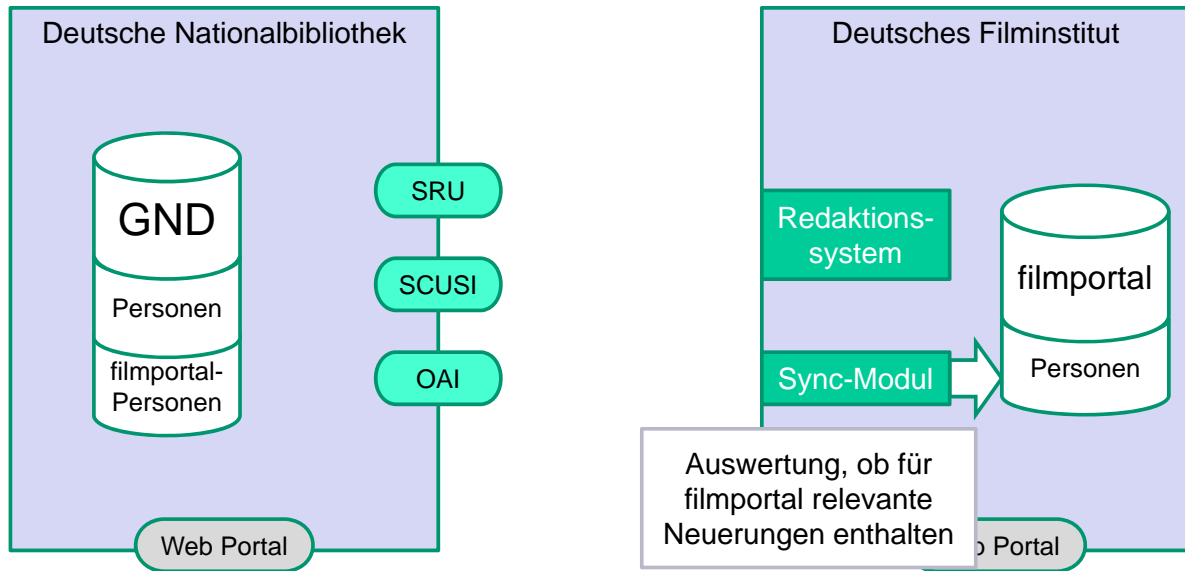 Deutsche Nationalbibliothek
GND
Personen
filmportal-
Personen
SRU
SCUSI
OAI
Web Portal
Deutsches Filminstitut
Redaktions-
system
Sync-Modul
filmportal
Personen
Auswertung, ob für
filmportal relevante
Neuerungen enthalten
Portal